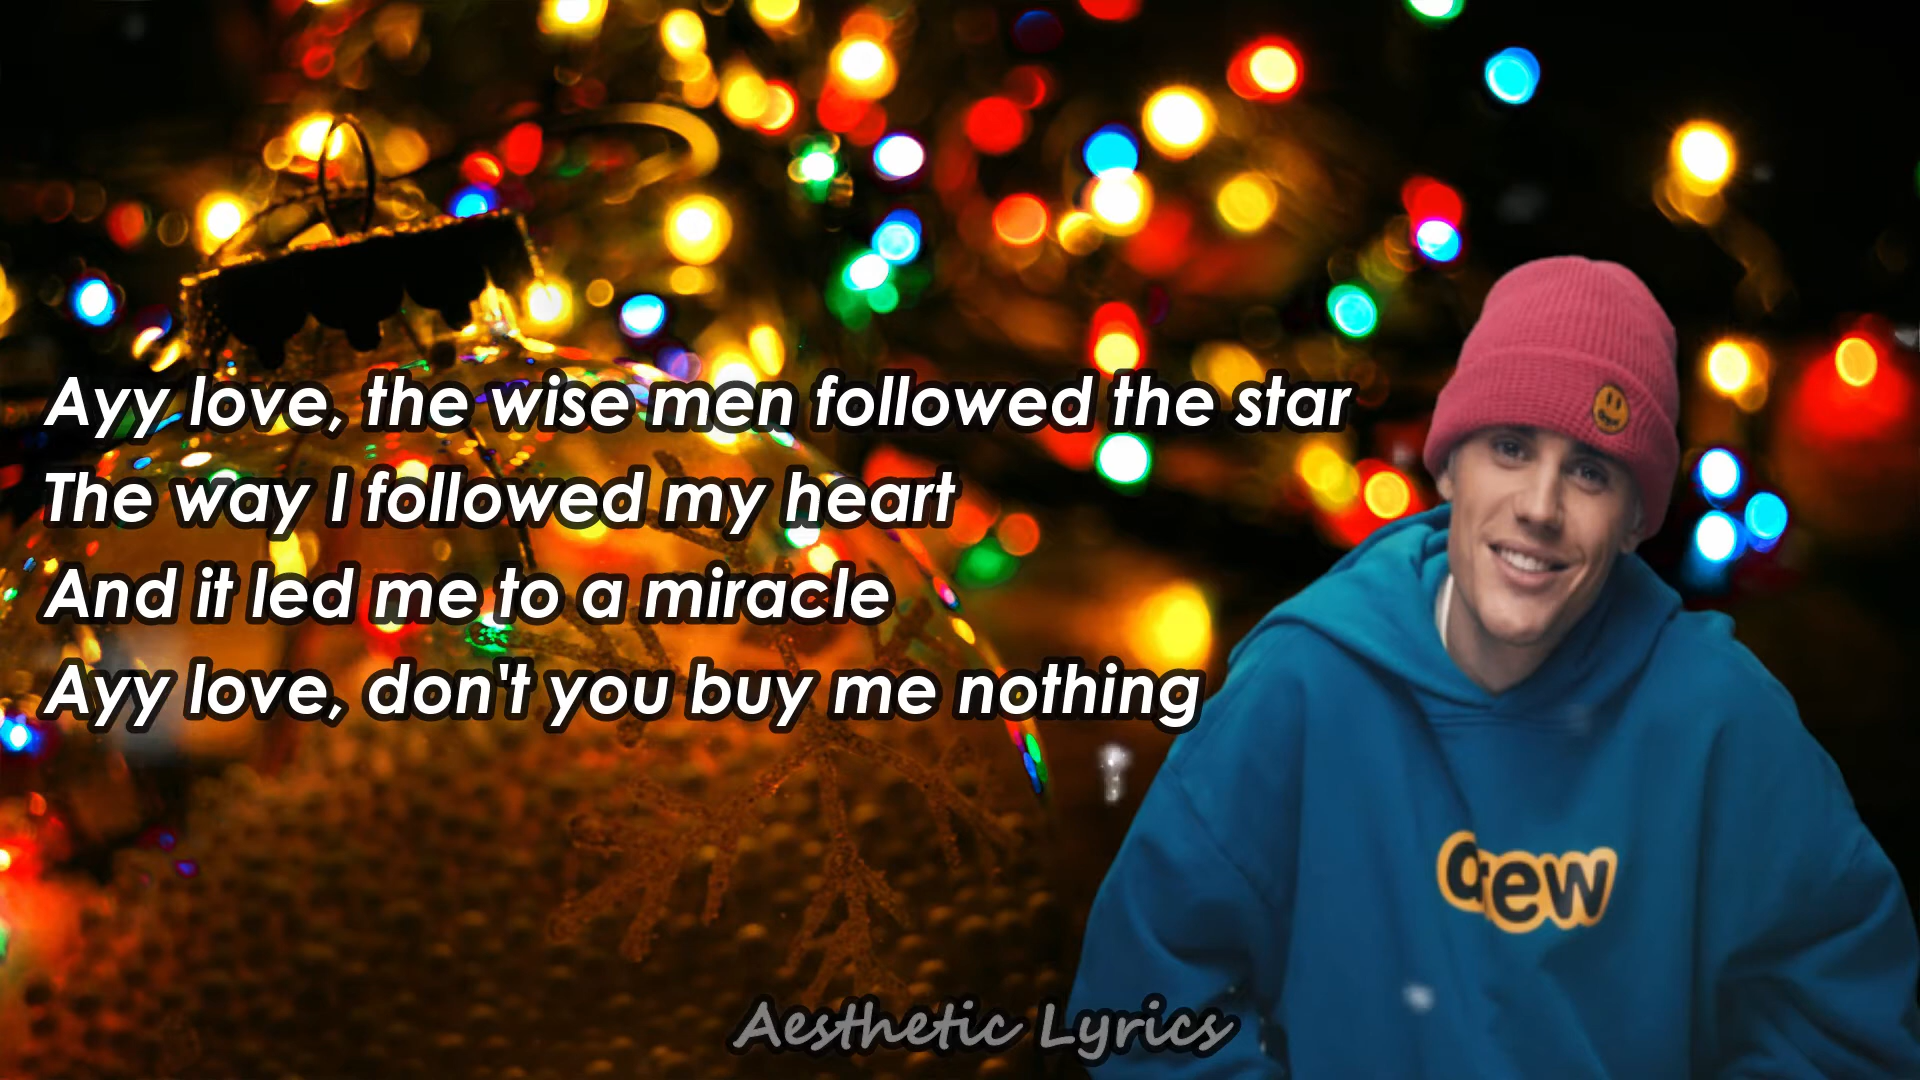 Ayy love, the wise men followed the star
The way I followed my heart
And it led me to a miracle
Ayy love, don't you buy me nothing
drew
Aesthetic Lyrics